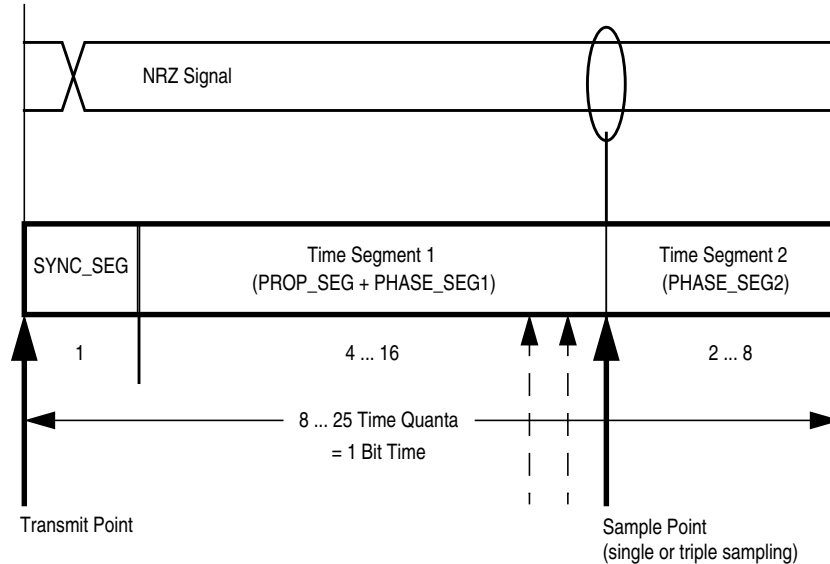 NRZ Signal
SYNC_SEG
Time Segment 1
(PROP_SEG + PHASE_SEG1)
Time Segment 2
(PHASE_SEG2)
1
4 ... 16
2 ... 8
8 ... 25 Time Quanta
= 1 Bit Time
Transmit Point
Sample Point
(single or triple sampling)